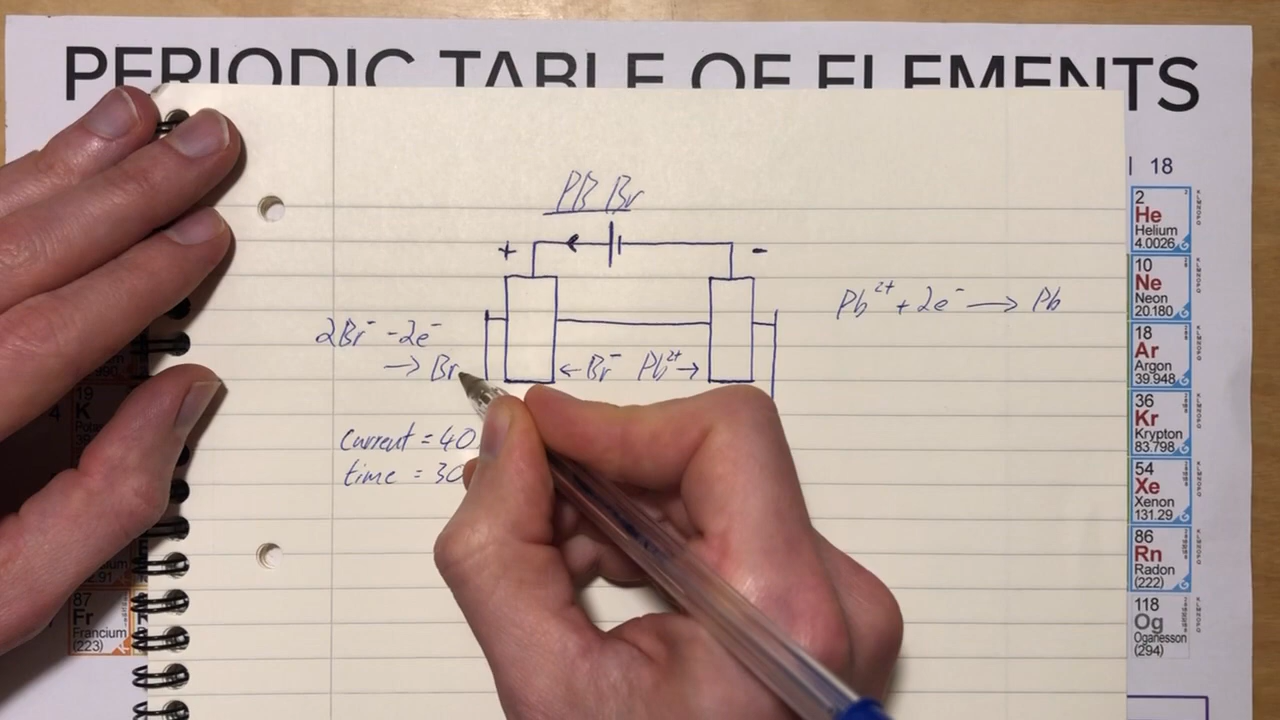 PERIODIC TABLE OF ELEMENTS
18
PB Br
+ -
Pb²⁺ + 2e⁻ → Pb
2Br⁻ - 2e⁻
→ Br
← Br⁻ Pb²⁺ →
current = 40
time = 30
2
He
Helium
4.0026
10
Ne
Neon
20.180
18
Ar
Argon
39.948
36
Kr
Krypton
83.798
54
Xe
Xenon
131.29
86
Rn
Radon
(222)
118
Og
Oganesson
(294)
4
19
K
87
Fr
Francium
(223)